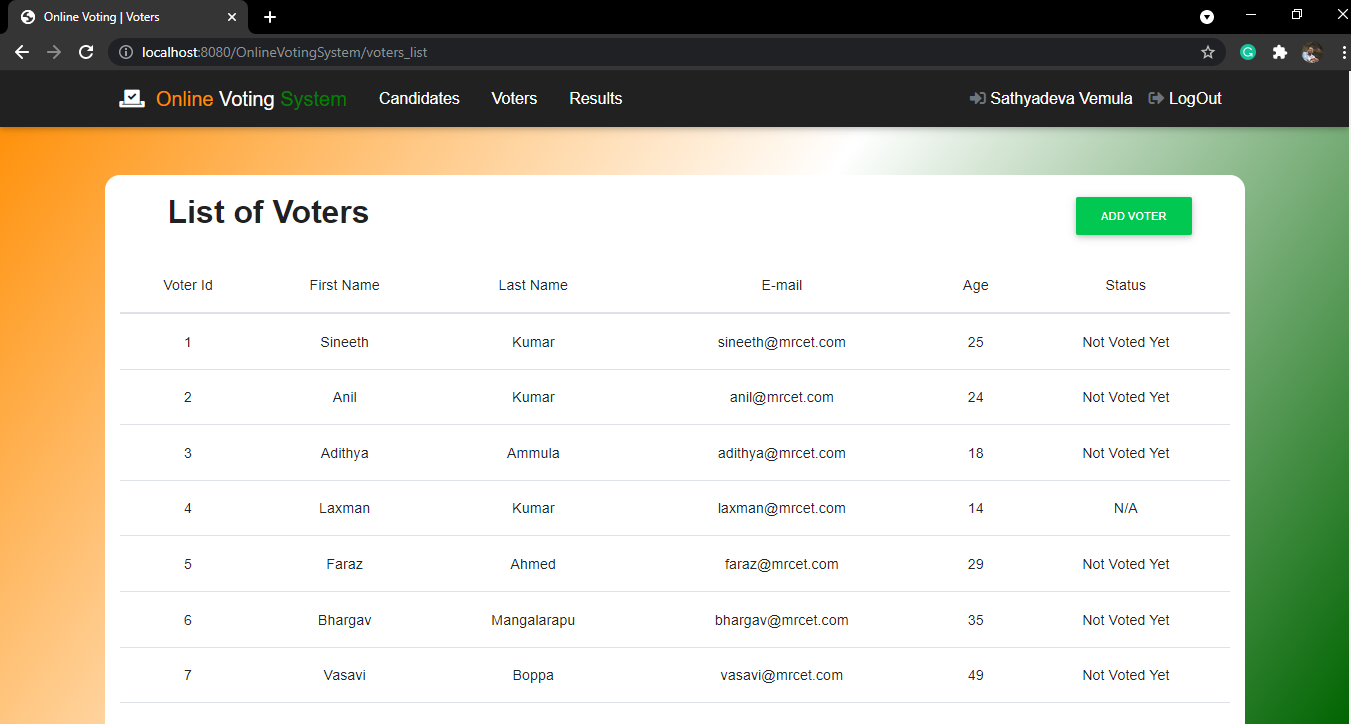 Online Voting | Voters
localhost:8080/OnlineVotingSystem/voters_list
Online Voting System Candidates Voters Results Sathyadeva Vemula LogOut
List of Voters ADD VOTER
Voter Id First Name Last Name E-mail Age Status
1 Sineeth Kumar sineeth@mrcet.com 25 Not Voted Yet
2 Anil Kumar anil@mrcet.com 24 Not Voted Yet
3 Adithya Ammula adithya@mrcet.com 18 Not Voted Yet
4 Laxman Kumar laxman@mrcet.com 14 N/A
5 Faraz Ahmed faraz@mrcet.com 29 Not Voted Yet
6 Bhargav Mangalarapu bhargav@mrcet.com 35 Not Voted Yet
7 Vasavi Boppa vasavi@mrcet.com 49 Not Voted Yet